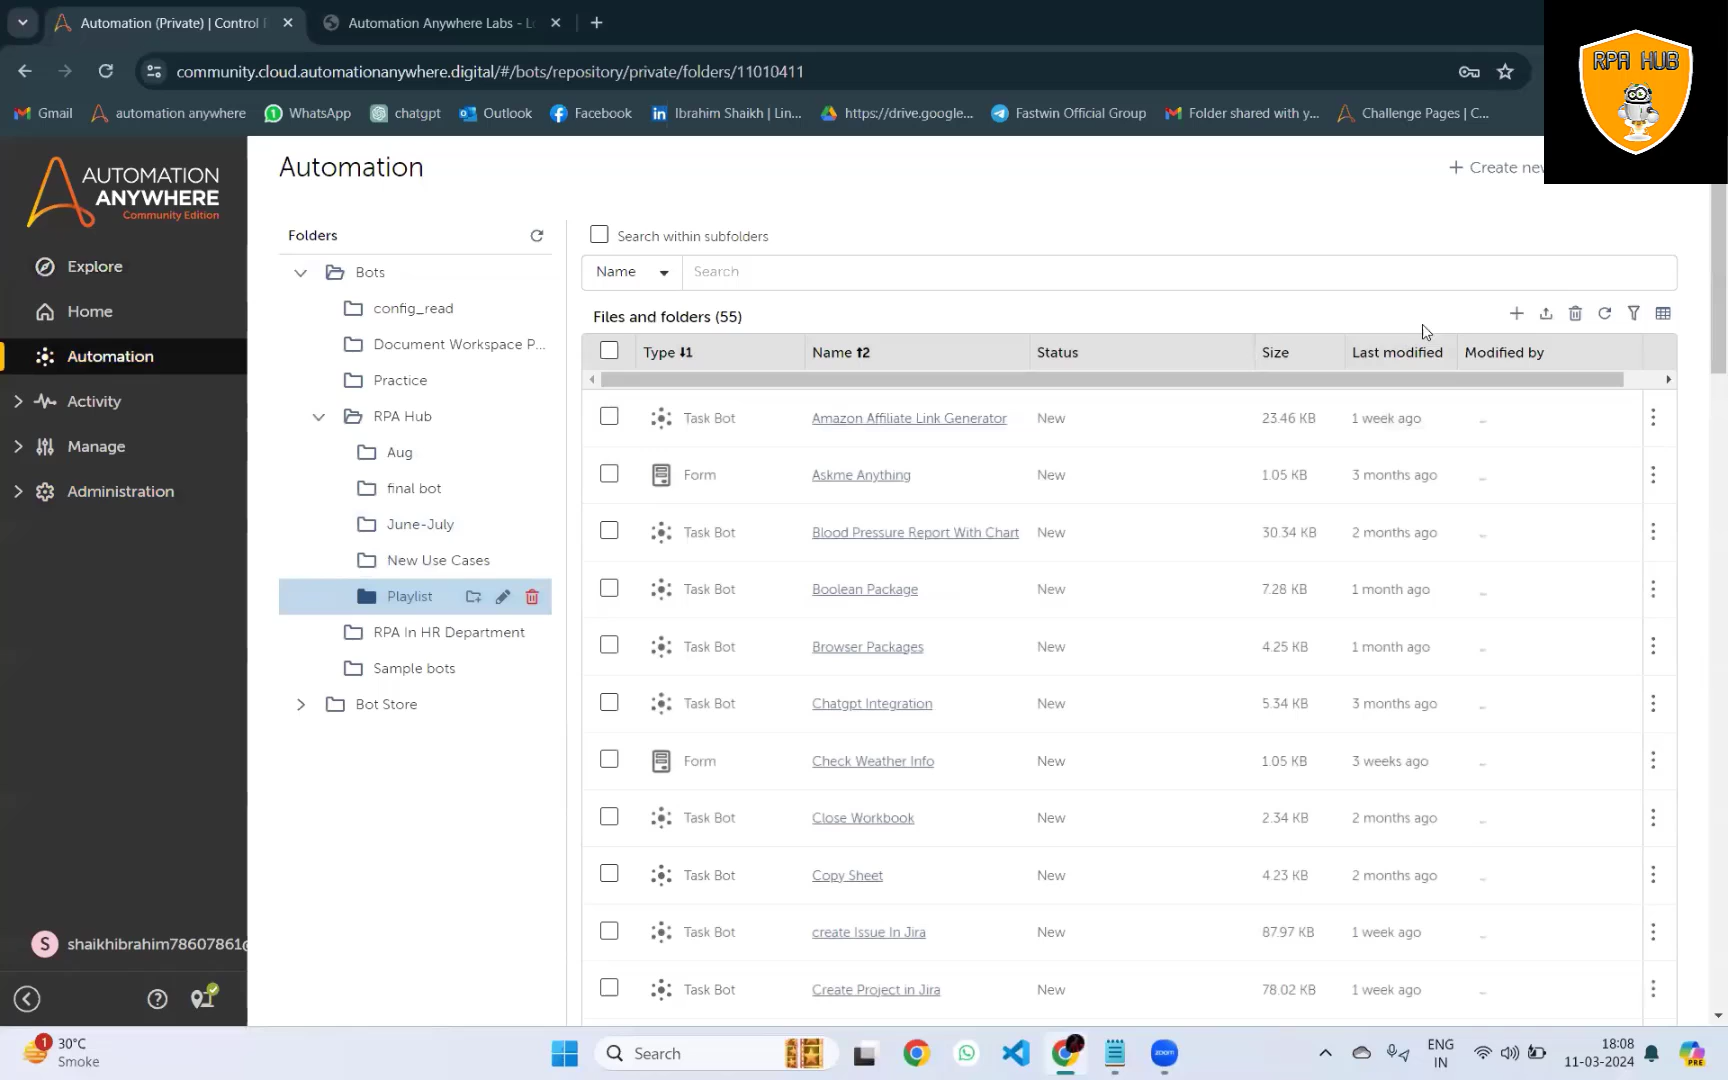 Automation (Private) | Control
Automation Anywhere Labs -
community.cloud.automationanywhere.digital/#/bots/repository/private/folders/11010411
Gmail
automation anywhere
WhatsApp
chatgpt
Outlook
Facebook
in Ibrahim Shaikh | Lin...
https://drive.google...
Fastwin Official Group
Folder shared with y...
Challenge Pages | C...
RPA HUB
AUTOMATION
ANYWHERE
Community Edition
Explore
Home
Automation
Activity
Manage
Administration
S shaikhibrahim78607861
Automation
+ Create new
Folders
Bots
config_read
Document Workspace P...
Practice
RPA Hub
Aug
final bot
June-July
New Use Cases
Playlist
RPA In HR Department
Sample bots
Bot Store
Search within subfolders
Name Search
Files and folders (55)
Type Name Status Size Last modified Modified by
Task Bot Amazon Affiliate Link Generator New 23.46 KB 1 week ago
Form Askme Anything New 1.05 KB 3 months ago
Task Bot Blood Pressure Report With Chart New 30.34 KB 2 months ago
Task Bot Boolean Package New 7.28 KB 1 month ago
Task Bot Browser Packages New 4.25 KB 1 month ago
Task Bot Chatgpt Integration New 5.34 KB 3 months ago
Form Check Weather Info New 1.05 KB 3 weeks ago
Task Bot Close Workbook New 2.34 KB 2 months ago
Task Bot Copy Sheet New 4.23 KB 2 months ago
Task Bot create Issue In Jira New 87.97 KB 1 week ago
Task Bot Create Project in Jira New 78.02 KB 1 week ago
1
30°C
Smoke
Search
zoom
ENG
IN
18:08
11-03-2024
PRE